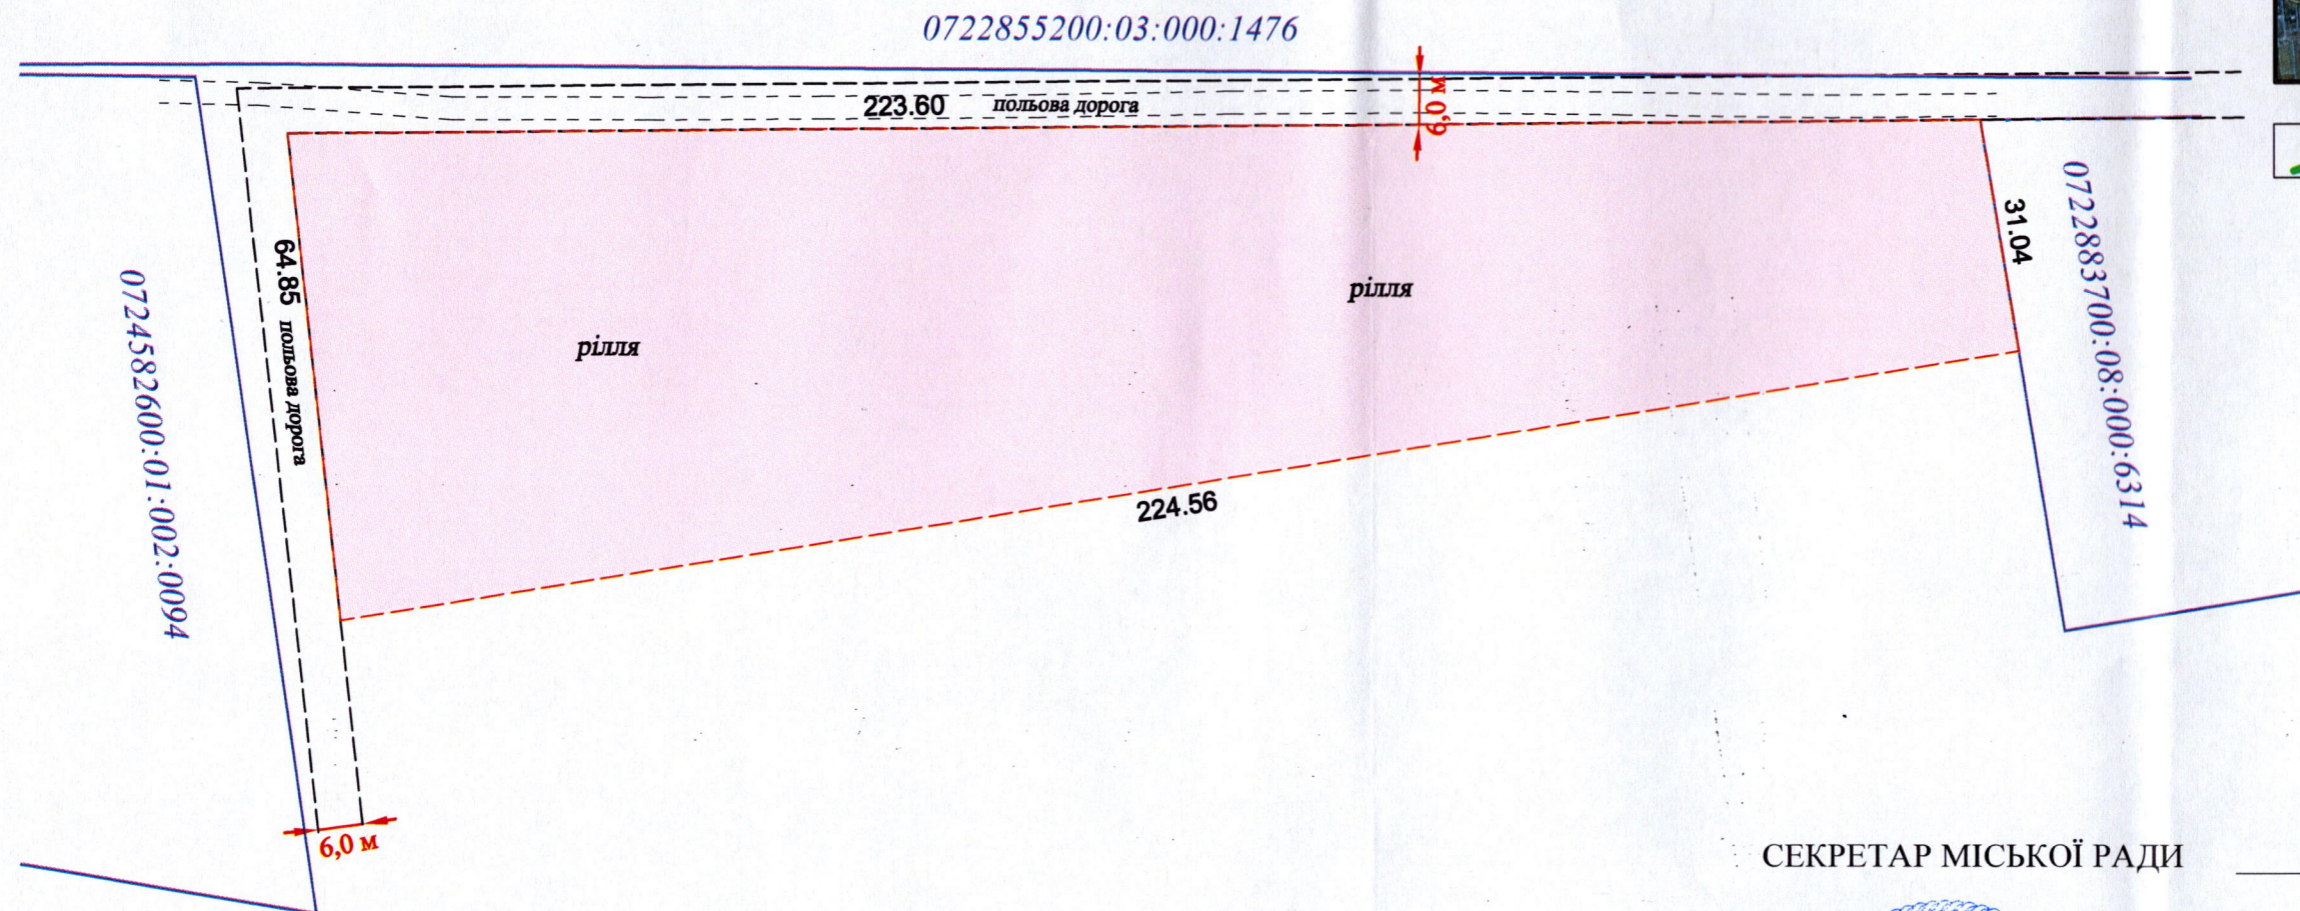 0722855200:03:000:1476
223.60
польова дорога
6,0 м
31.04
0722883700:08:000:6314
64.85
польова дорога
0724582600:01:002:0094
рілля
рілля
224.56
6,0 м
СЕКРЕТАР МІСЬКОЇ РАДИ